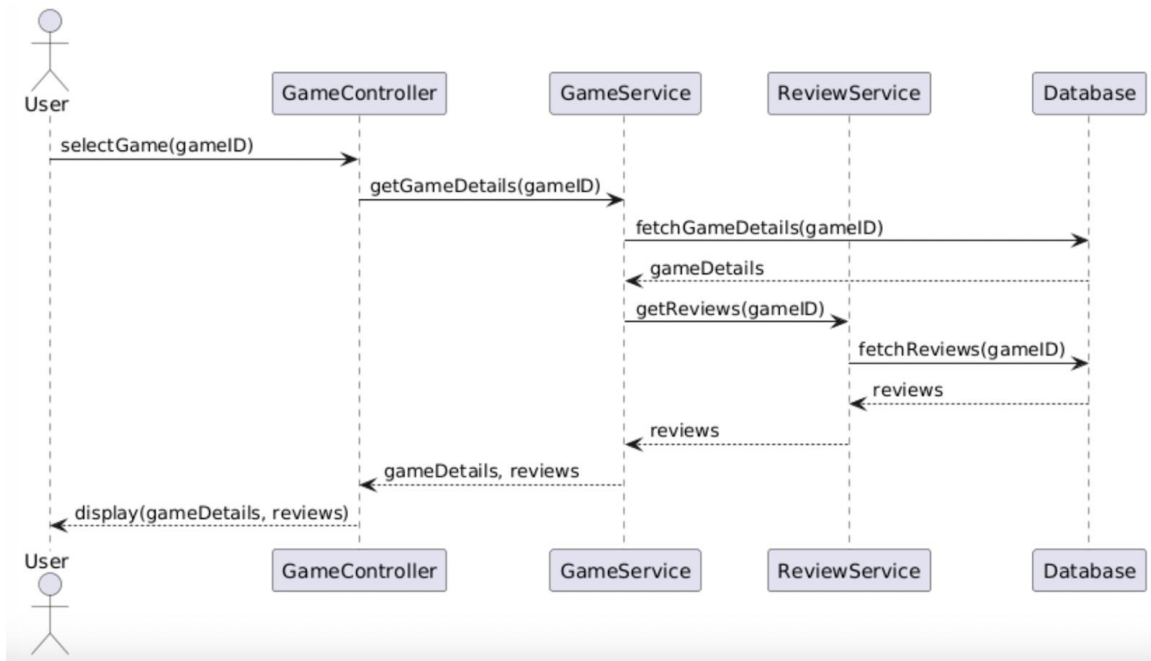 User
GameController
GameService
ReviewService
Database
selectGame(gameID)
getGameDetails(gameID)
fetchGameDetails(gameID)
gameDetails
getReviews(gameID)
fetchReviews(gameID)
reviews
reviews
gameDetails, reviews
display(gameDetails, reviews)
User
GameController
GameService
ReviewService
Database